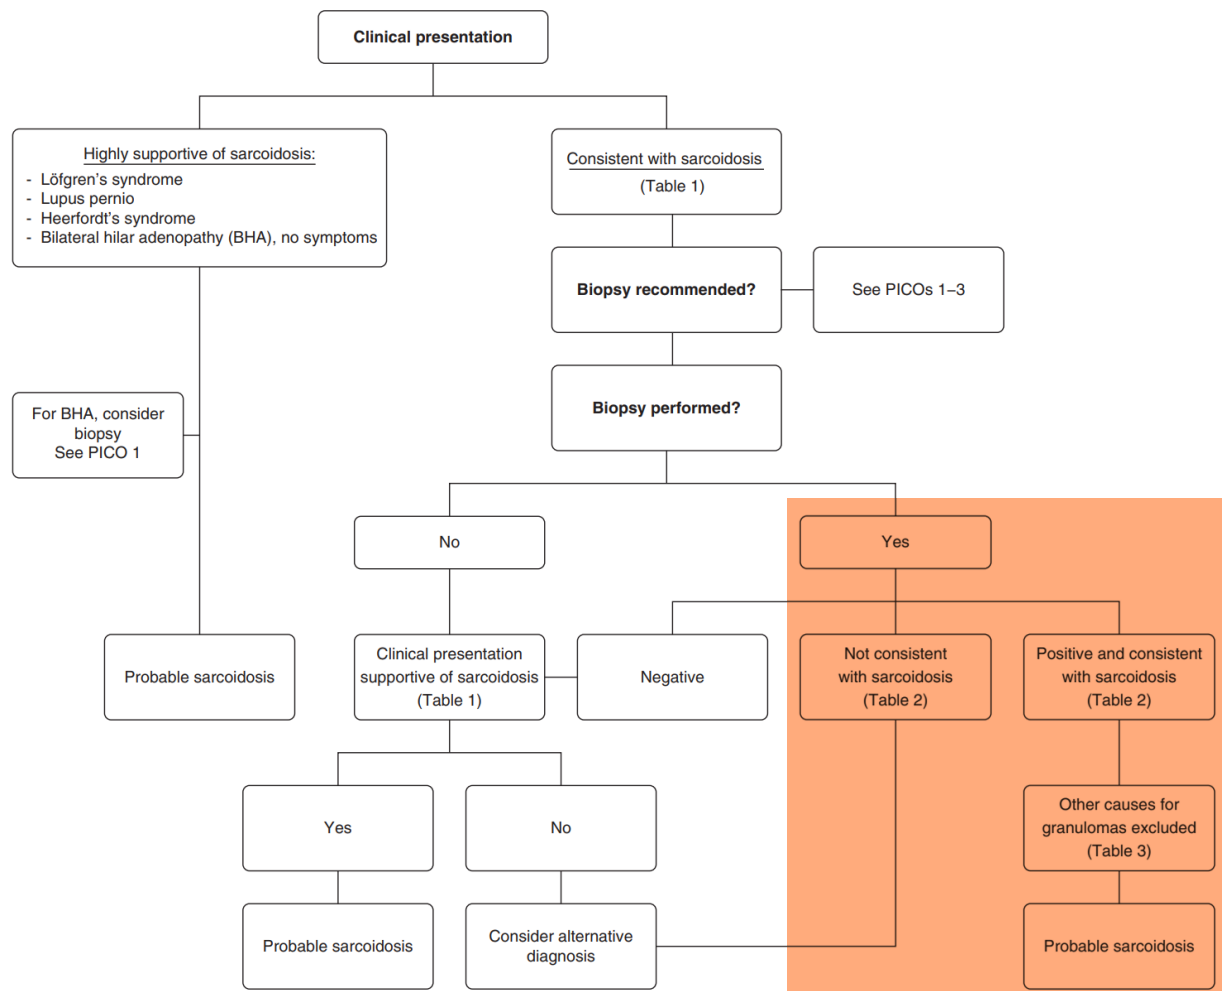 Clinical presentation
Highly supportive of sarcoidosis:
- Löfgren's syndrome
- Lupus pernio
- Heerfordt's syndrome
- Bilateral hilar adenopathy (BHA), no symptoms
Consistent with sarcoidosis
(Table 1)
Biopsy recommended?
See PICOs 1–3
Biopsy performed?
For BHA, consider
biopsy
See PICO 1
No
Yes
Probable sarcoidosis
Clinical presentation
supportive of sarcoidosis
(Table 1)
Negative
Not consistent
with sarcoidosis
(Table 2)
Positive and consistent
with sarcoidosis
(Table 2)
Yes
No
Other causes for
granulomas excluded
(Table 3)
Probable sarcoidosis
Consider alternative
diagnosis
Probable sarcoidosis